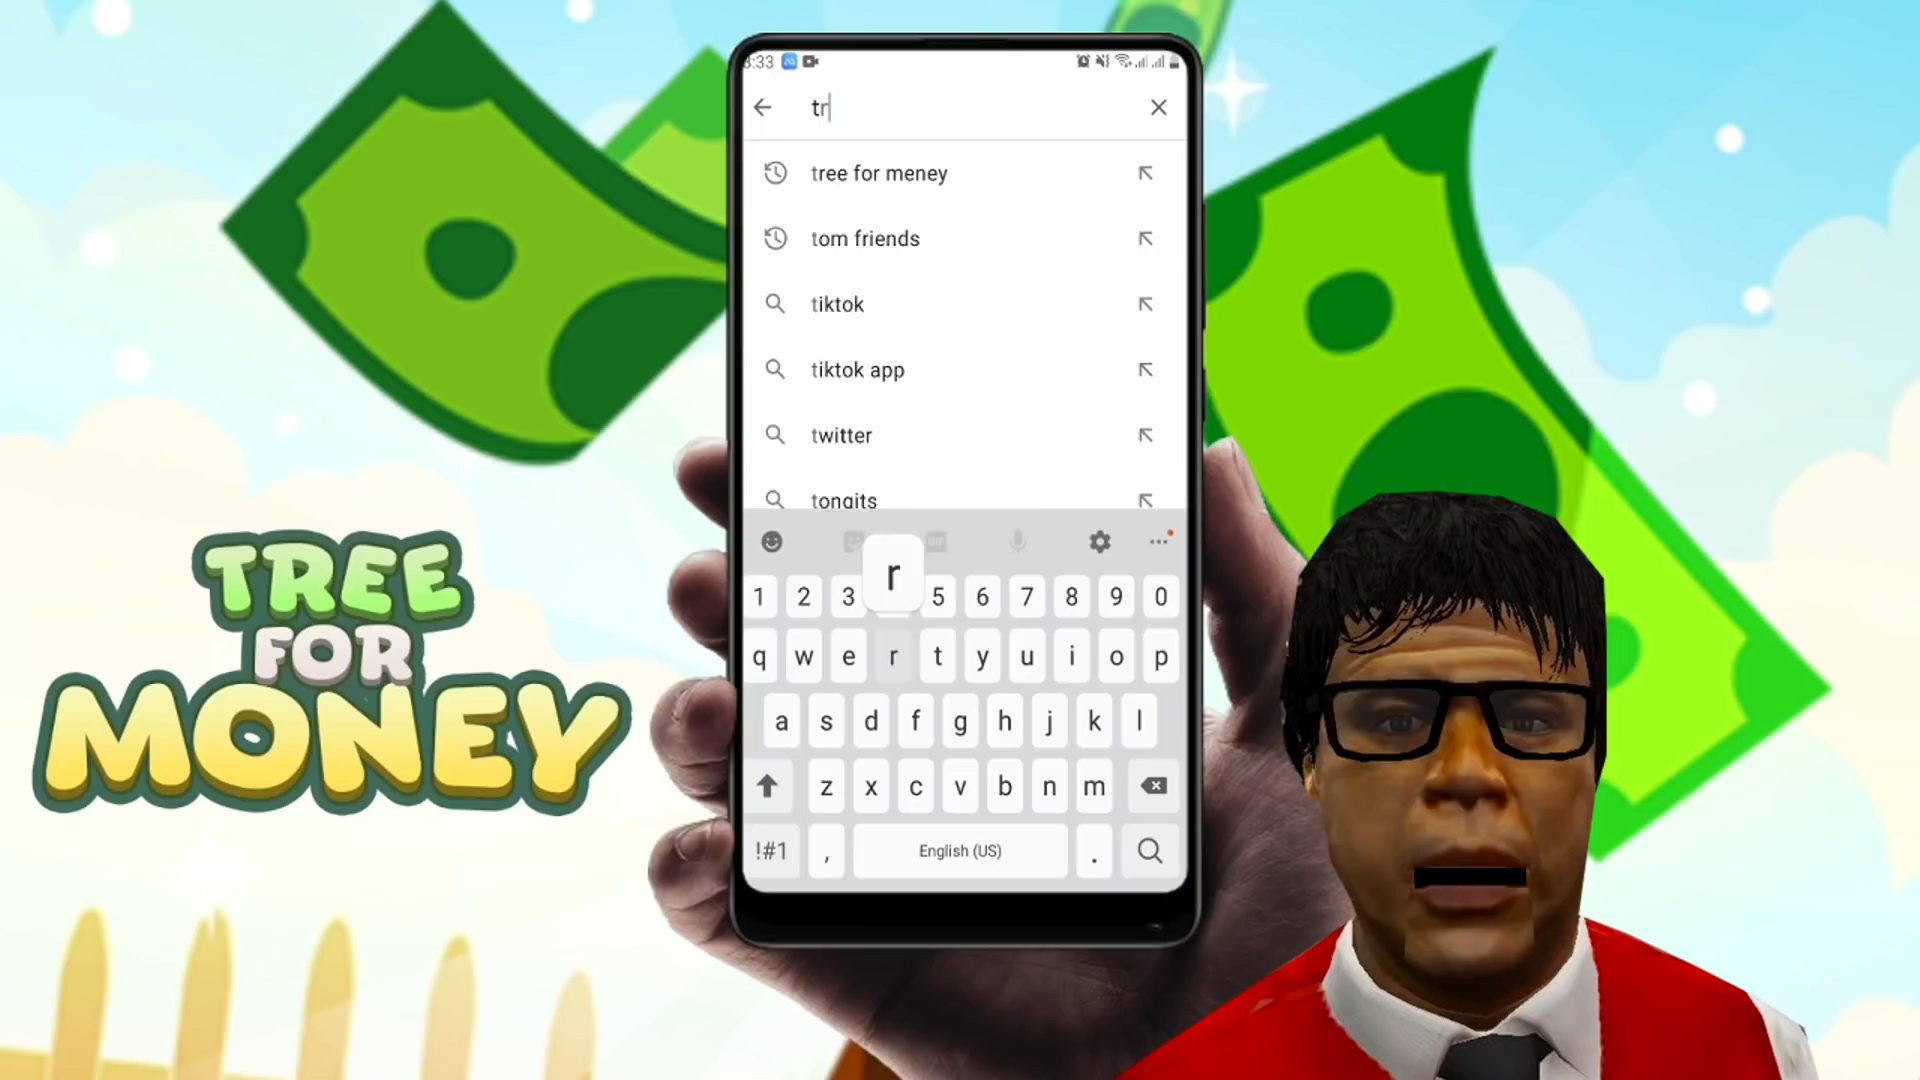 TREE
FOR
MONEY
3:33
tr
tree for meney
tom friends
tiktok
tiktok app
twitter
tongits
GIF
r
1 2 3 5 6 7 8 9 0
q w e r t y u i o p
a s d f g h j k l
z x c v b n m
!#1 , English (US) .